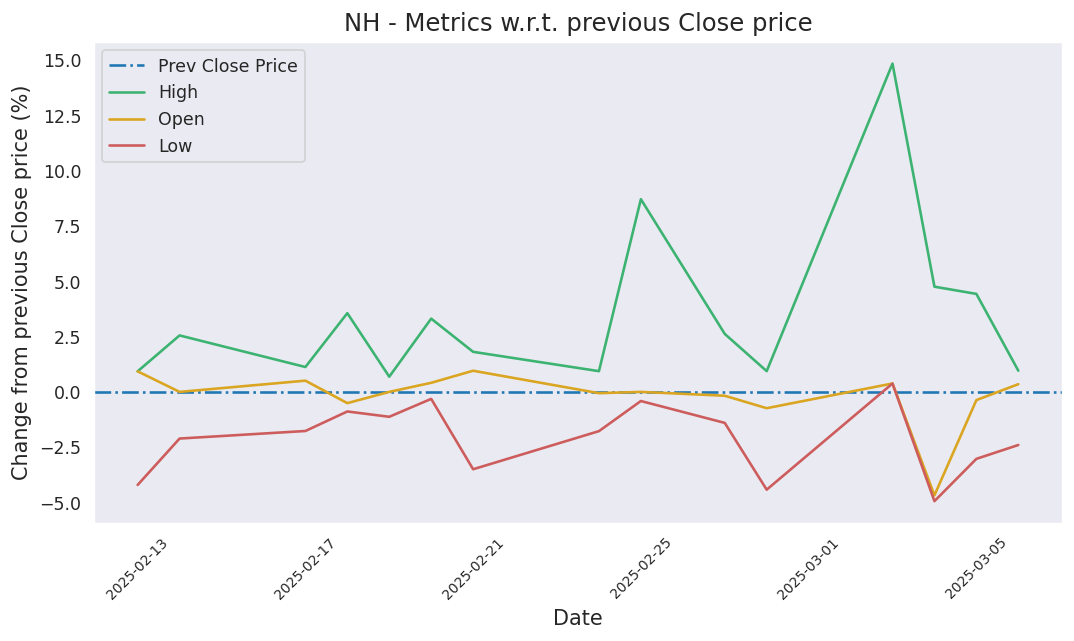 NH - Metrics w.r.t. previous Close price
Prev Close Price
High
Open
Low
Change from previous Close price (%)
15.0
12.5
10.0
7.5
5.0
2.5
0.0
−2.5
−5.0
2025-02-13
2025-02-17
2025-02-21
2025-02-25
2025-03-01
2025-03-05
Date